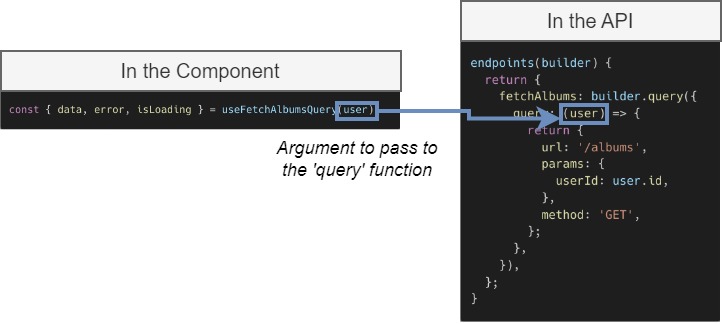 In the Component
const { data, error, isLoading } = useFetchAlbumsQuery(user)
Argument to pass to
the 'query' function
In the API
endpoints(builder) {
return {
fetchAlbums: builder.query({
query: (user) => {
return {
url: '/albums',
params: {
userId: user.id,
},
method: 'GET',
};
},
}),
};
}